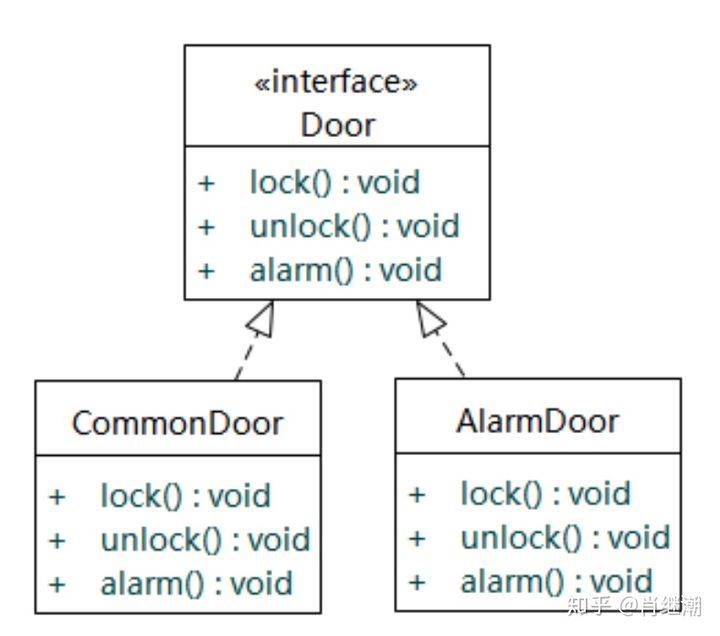 «interface»
Door
+ lock() : void
+ unlock() : void
+ alarm() : void
CommonDoor
+ lock() : void
+ unlock() : void
+ alarm() : void
AlarmDoor
+ lock() : void
+ unlock() : void
+ alarm() : void
知乎 @肖继潮